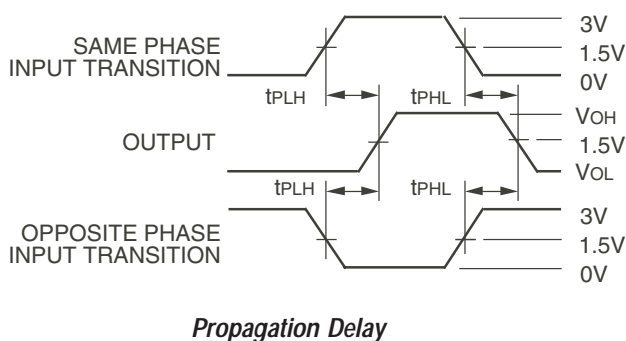 SAME PHASE
INPUT TRANSITION
3V
1.5V
0V
tPLH
tPHL
OUTPUT
VOH
1.5V
VOL
tPLH
tPHL
OPPOSITE PHASE
INPUT TRANSITION
3V
1.5V
0V
Propagation Delay